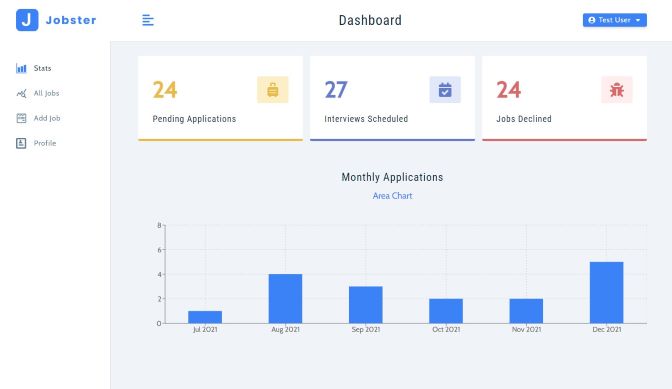 J Jobster
Dashboard
Test User
Stats
All Jobs
Add Job
Profile
24
Pending Applications
27
Interviews Scheduled
24
Jobs Declined
Monthly Applications
Area Chart
8
6
4
2
0
Jul 2021 Aug 2021 Sep 2021 Oct 2021 Nov 2021 Dec 2021